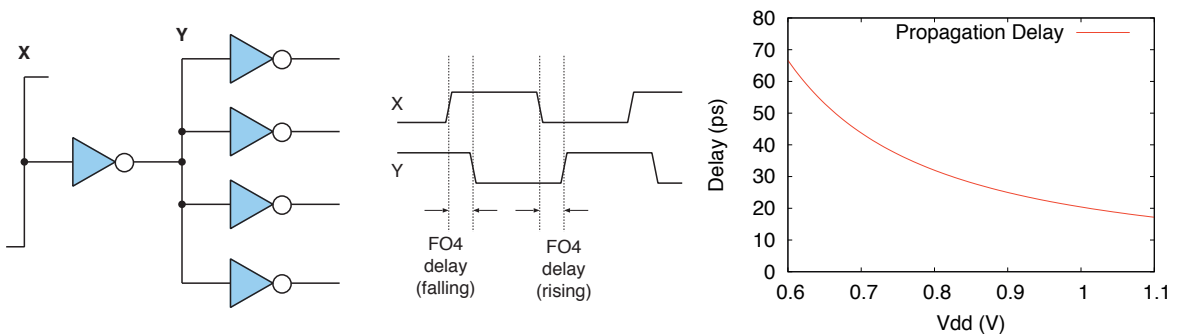 X
Y
X
Y
FO4
delay
(falling)
FO4
delay
(rising)
Propagation Delay
Delay (ps)
80
70
60
50
40
30
20
10
0
0.6 0.7 0.8 0.9 1 1.1
Vdd (V)